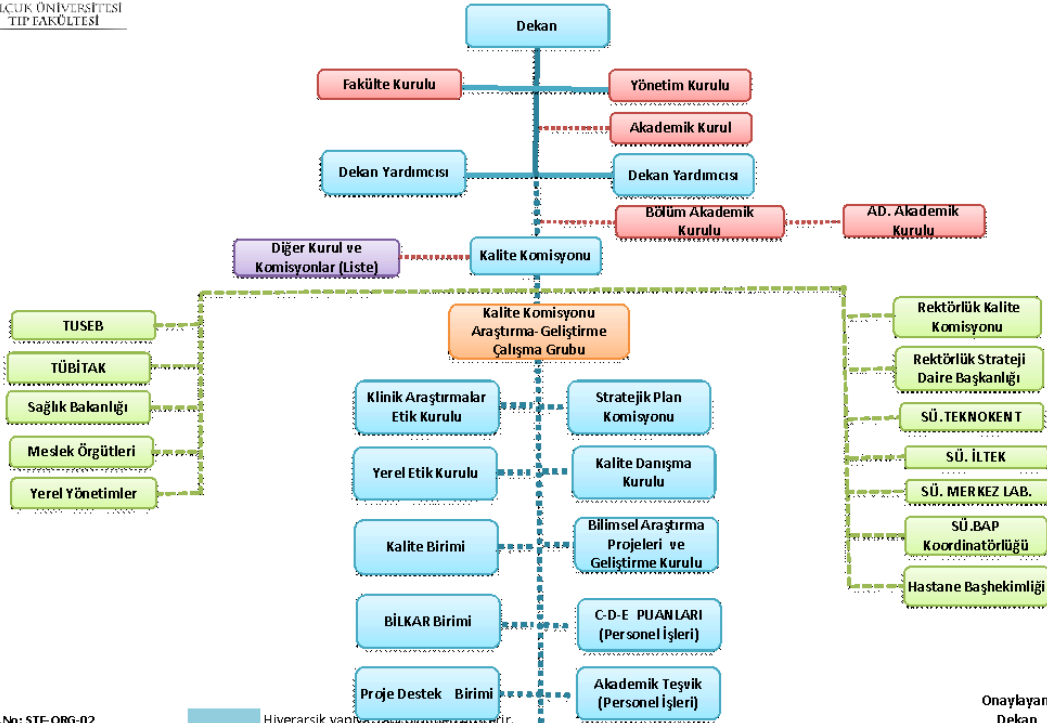 ÜNİVERSİTESİ
TIP FAKÜLTESİ
Dekan
Fakülte Kurulu
Yönetim Kurulu
Akademik Kurul
Dekan Yardımcısı
Dekan Yardımcısı
Bölüm Akademik
Kurulu
AD. Akademik
Kurulu
Diğer Kurul ve
Komisyonlar (Liste)
Kalite Komisyonu
Kalite Komisyonu
Araştırma-Geliştirme
Çalışma Grubu
TUSEB
TÜBİTAK
Sağlık Bakanlığı
Meslek Örgütleri
Yerel Yönetimler
Rektörlük Kalite
Komisyonu
Rektörlük Strateji
Daire Başkanlığı
SÜ.TEKNOKENT
SÜ. İLTEK
SÜ. MERKEZ LAB.
SÜ.BAP
Koordinatörlüğü
Hastane Başhekimliği
Klinik Araştırmalar
Etik Kurulu
Stratejik Plan
Komisyonu
Yerel Etik Kurulu
Kalite Danışma
Kurulu
Kalite Birimi
Bilimsel Araştırma
Projeleri ve
Geliştirme Kurulu
BİLKAR Birimi
C-D-E PUANLARI
(Personel İşleri)
Proje Destek Birimi
Akademik Teşvik
(Personel İşleri)
Onaylayan
Dekan
No: STF-ORG-02